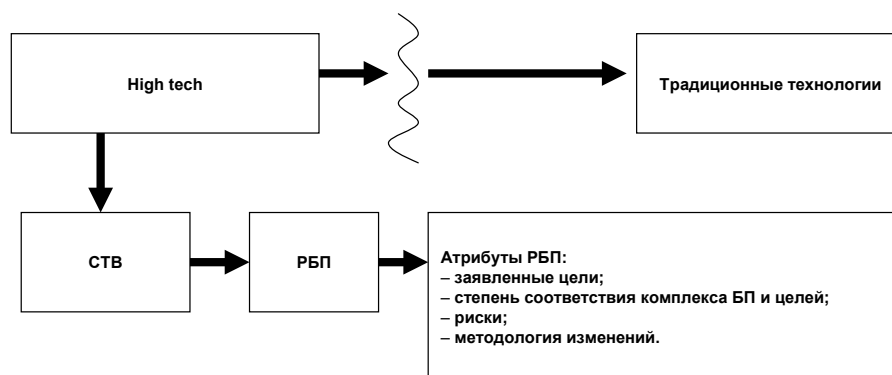 High tech
Традиционные технологии
СТВ
РБП
Атрибуты РБП:
– заявленные цели;
– степень соответствия комплекса БП и целей;
– риски;
– методология изменений.